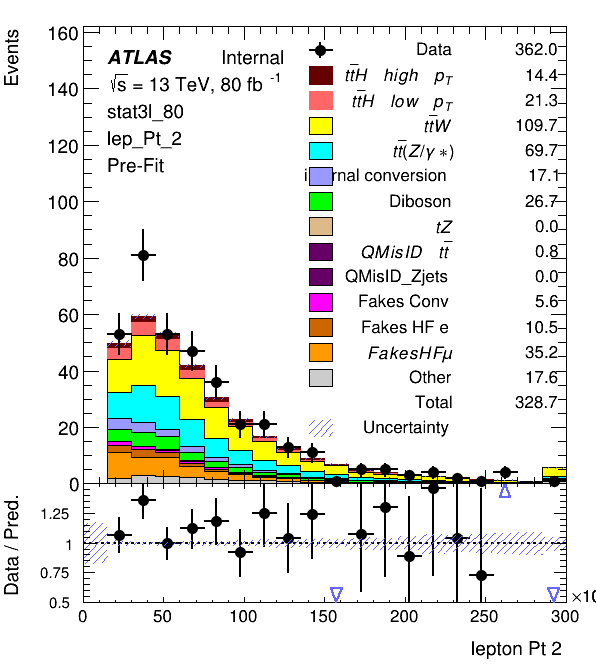 Events
160
140
120
100
80
60
40
20
0
ATLAS Internal
√s = 13 TeV, 80 fb⁻¹
stat3l_80
lep_Pt_2
Pre-Fit
Data 362.0
tt̄H high p_T 14.4
tt̄H low p_T 21.3
tt̄W 109.7
tt̄(Z/γ*) 69.7
rnal conversion 17.1
Diboson 26.7
tZ 0.0
QMisID tt̄ 0.8
QMisID_Zjets 0.0
Fakes Conv 5.6
Fakes HF e 10.5
FakesHFμ 35.2
Other 17.6
Total 328.7
Uncertainty
Data / Pred.
1.25
1
0.75
0.5
0 50 100 150 200 250 300
lepton Pt 2